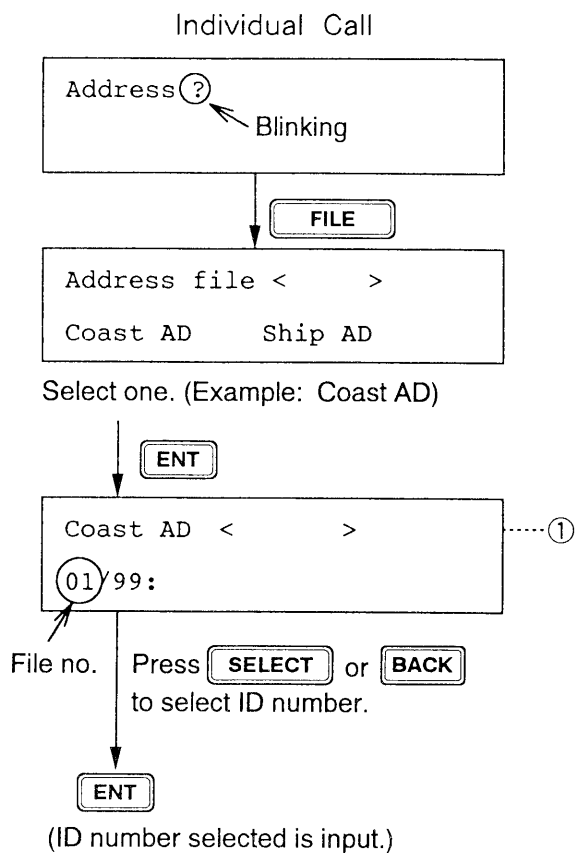 Individual Call
Address ?
Blinking
FILE
Address file <      >
Coast AD    Ship AD
Select one. (Example: Coast AD)
ENT
Coast AD <      >
①
01/99:
File no.
Press SELECT or BACK
to select ID number.
ENT
(ID number selected is input.)